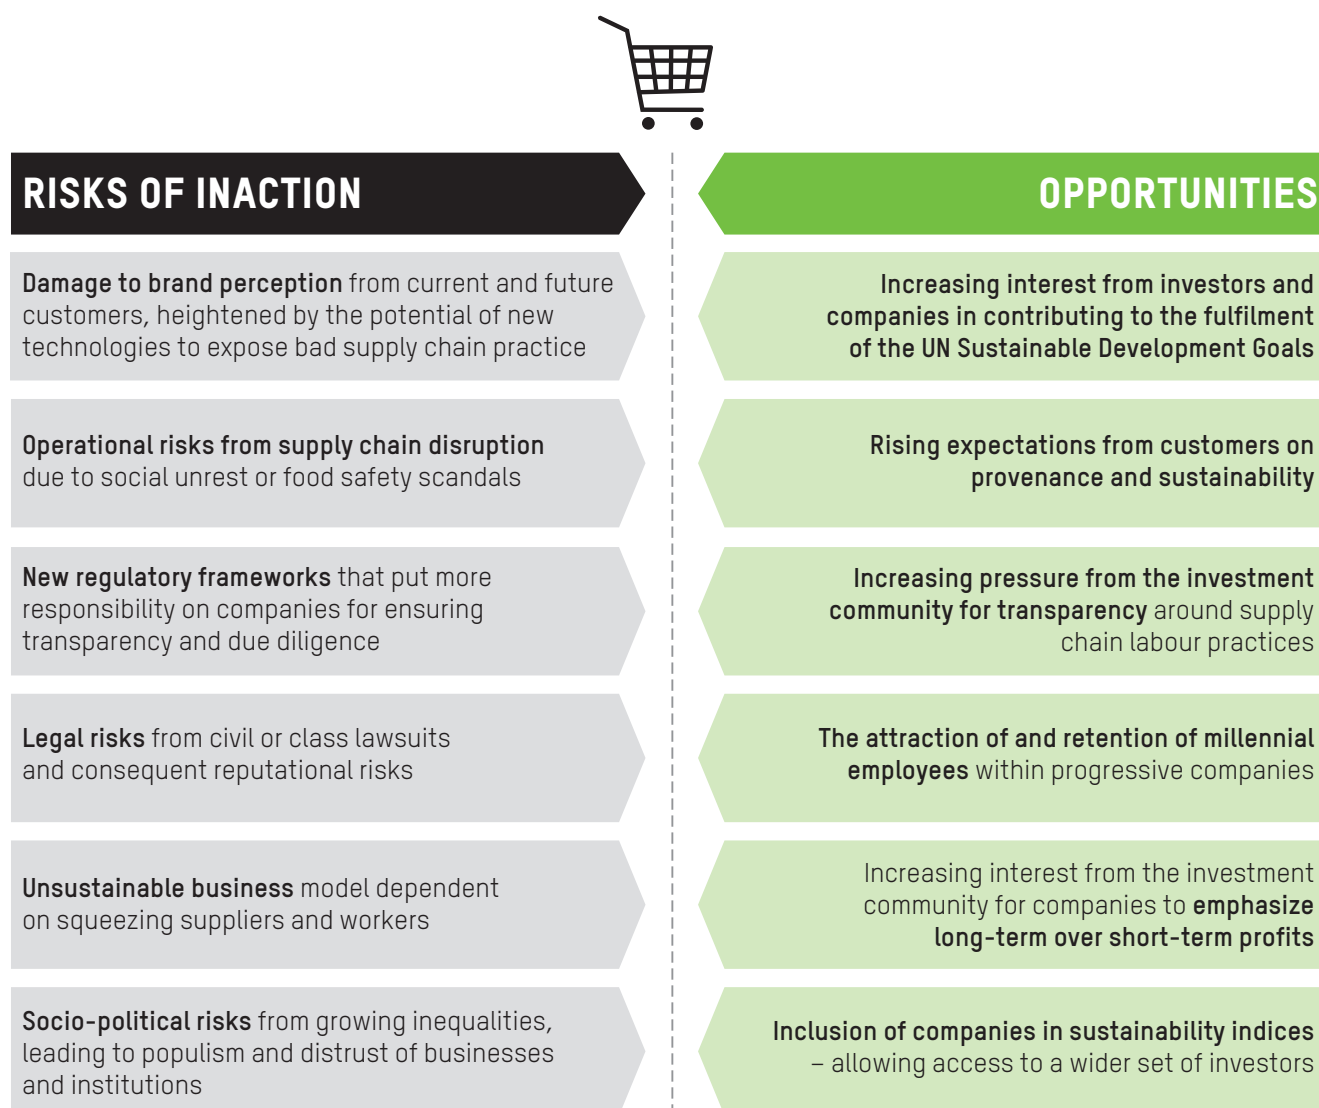 RISKS OF INACTION
OPPORTUNITIES
Damage to brand perception from current and future
customers, heightened by the potential of new
technologies to expose bad supply chain practice
Increasing interest from investors and
companies in contributing to the fulfilment
of the UN Sustainable Development Goals
Operational risks from supply chain disruption
due to social unrest or food safety scandals
Rising expectations from customers on
provenance and sustainability
New regulatory frameworks that put more
responsibility on companies for ensuring
transparency and due diligence
Increasing pressure from the investment
community for transparency around supply
chain labour practices
Legal risks from civil or class lawsuits
and consequent reputational risks
The attraction of and retention of millennial
employees within progressive companies
Unsustainable business model dependent
on squeezing suppliers and workers
Increasing interest from the investment
community for companies to emphasize
long-term over short-term profits
Socio-political risks from growing inequalities,
leading to populism and distrust of businesses
and institutions
Inclusion of companies in sustainability indices
– allowing access to a wider set of investors